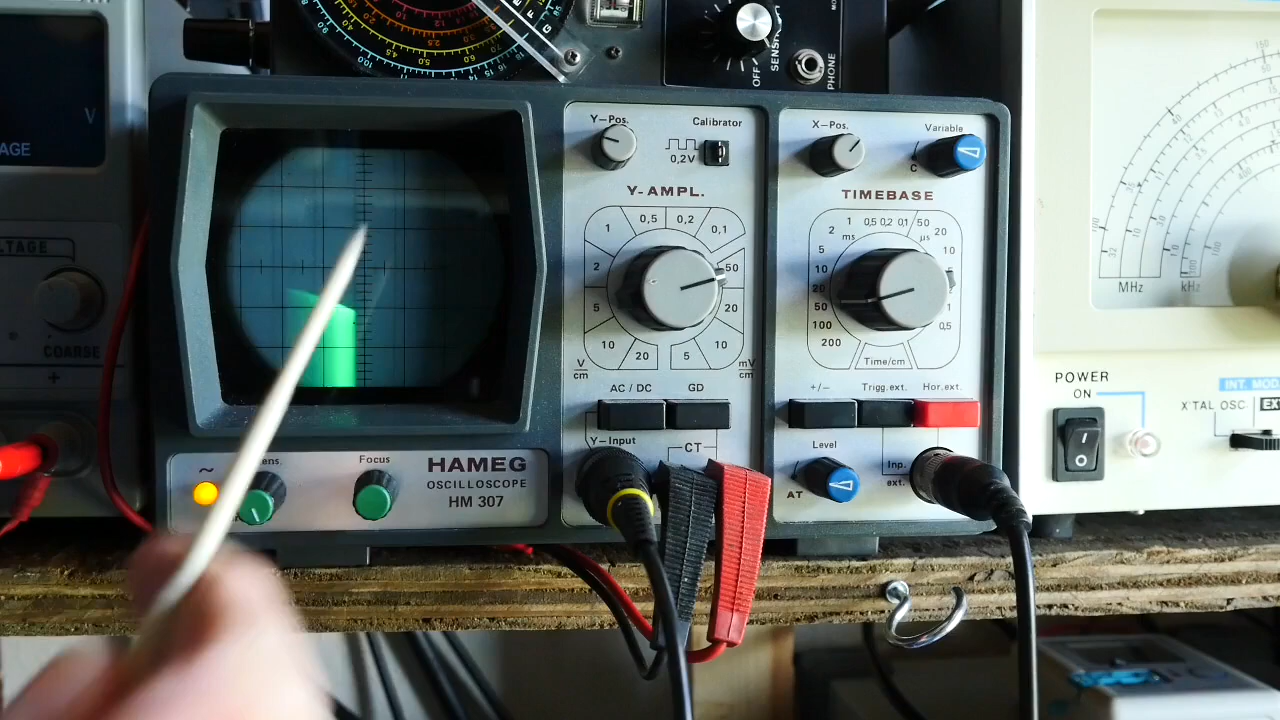 V
AGE
LTAGE
COARSE
+
OFF
SENSI
PHONE
Y-Pos.
Calibrator
0,2V
Y-AMPL.
0,5
0,2
1
0,1
2
50
5
20
10
20
5
10
V
cm
mV
cm
AC / DC
GD
Y-Input
CT
X-Pos.
Variable
C
TIMEBASE
1
0,5
0,2
0,1
50
2
ms
µs
20
5
10
10
20
50
100
0,5
200
Time/cm
+/−
Trigg.ext.
Hor.ext.
Level
Inp.
ext.
AT
~
ens.
Focus
HAMEG
OSCILLOSCOPE
HM 307
MHz
kHz
POWER
ON
INT. MOD
X'TAL OSC.
EX